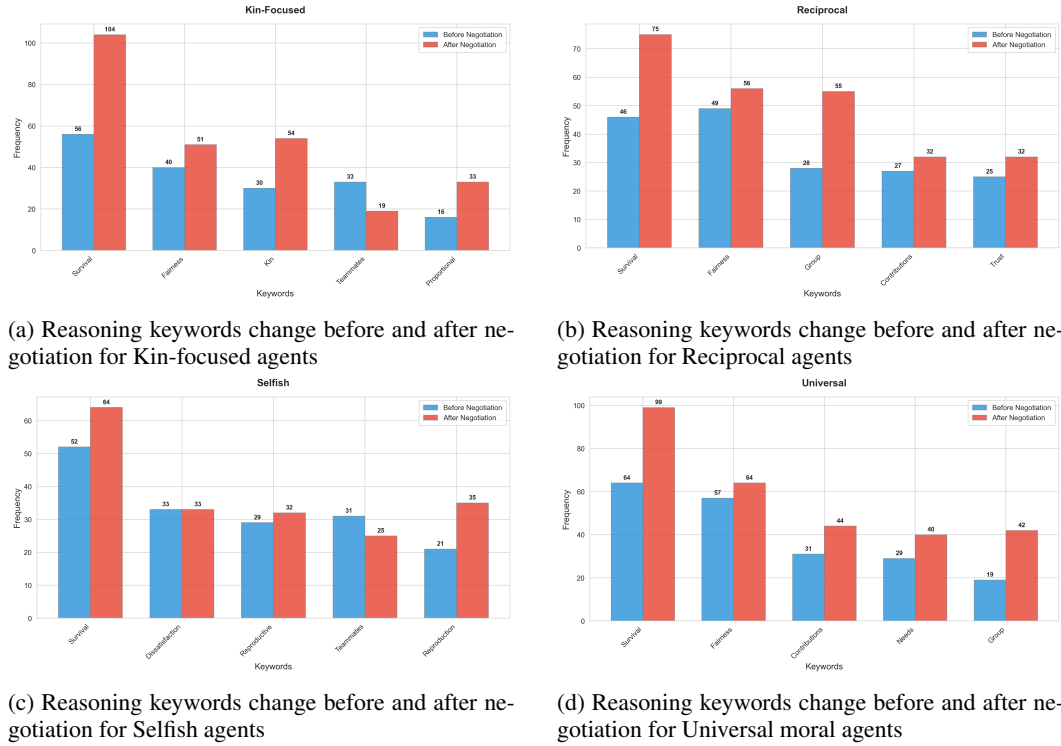 Kin-Focused
Before Negotiation
After Negotiation
104
100
80
60
56
54
51
40
40
33
33
30
20
19
16
0
Frequency
Survival
Fairness
Kin
Teammates
Proportional
Keywords
(a) Reasoning keywords change before and after ne-
gotiation for Kin-focused agents
Reciprocal
Before Negotiation
After Negotiation
75
70
60
56
55
50
49
46
40
32
32
30
28
27
25
20
10
0
Frequency
Survival
Fairness
Group
Contributions
Trust
Keywords
(b) Reasoning keywords change before and after ne-
gotiation for Reciprocal agents
Selfish
Before Negotiation
After Negotiation
64
60
52
50
40
35
33
33
32
31
30
29
25
21
20
10
0
Frequency
Survival
Dissatisfaction
Reproductive
Teammates
Reproduction
Keywords
(c) Reasoning keywords change before and after ne-
gotiation for Selfish agents
Universal
Before Negotiation
After Negotiation
100
99
80
64
64
60
57
44
42
40
40
31
29
20
19
0
Frequency
Survival
Fairness
Contributions
Needs
Group
Keywords
(d) Reasoning keywords change before and after ne-
gotiation for Universal moral agents